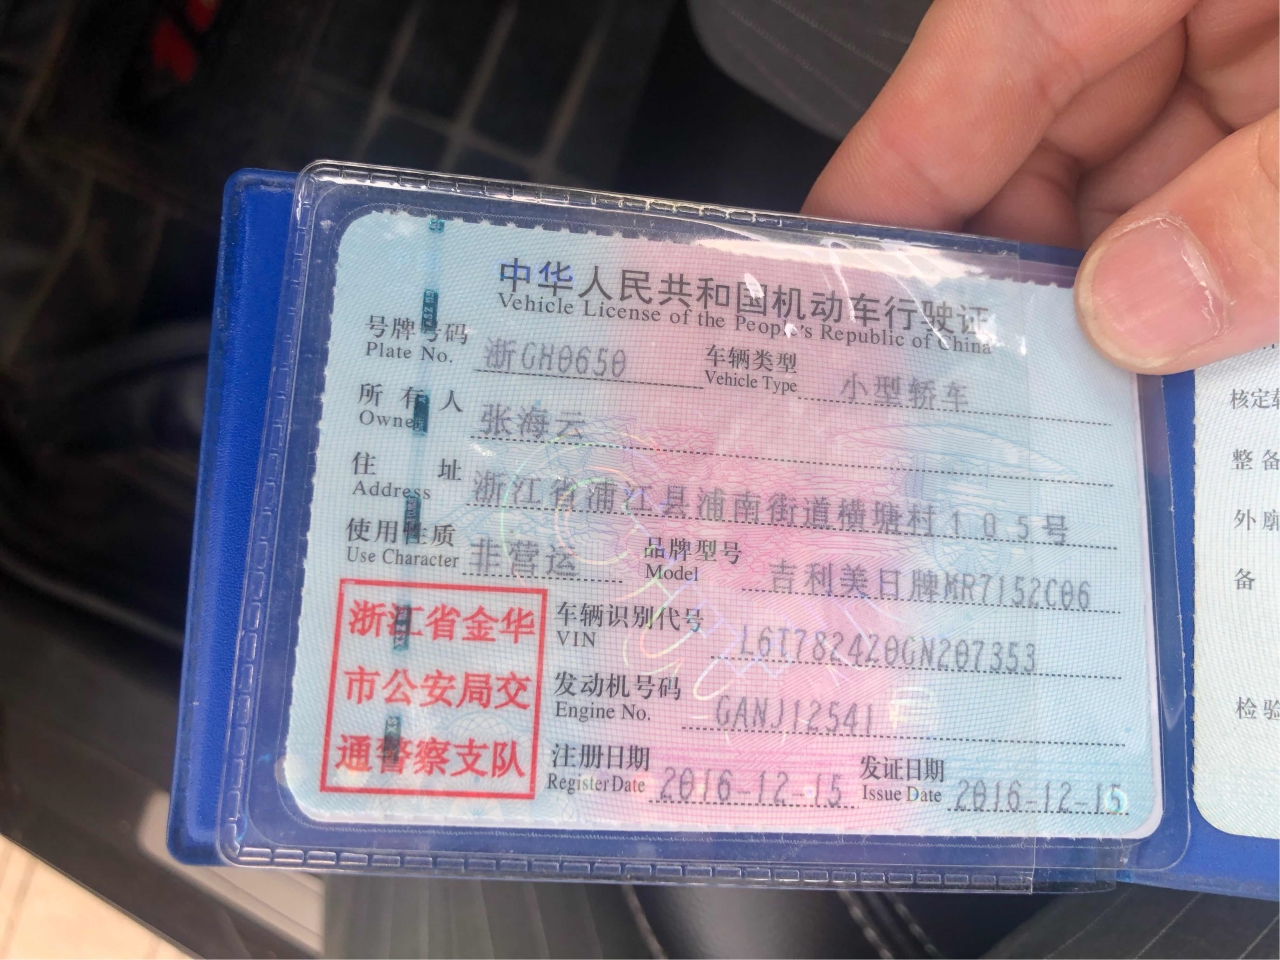 中华人民共和国机动车行驶证
Vehicle License of the People's Republic of China
号牌号码 浙GH0650 车辆类型 小型轿车
Plate No. Vehicle Type
所有人 张海云
Owner
住址 浙江省浦江县浦南街道横塘村105号
Address
使用性质 非营运 品牌型号 吉利美日牌MR7152C06
Use Character Model
浙江省金华
市公安局交
通警察支队
车辆识别代号 L6T7824Z0GN207353
VIN
发动机号码 GANJ12541
Engine No.
注册日期 2016-12-15 发证日期 2016-12-15
Register Date Issue Date
核定载
整备
外廓
备
检验